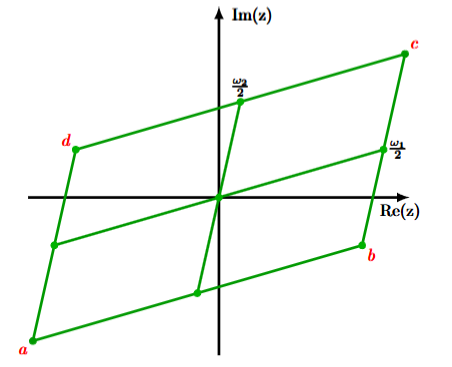 Im(z)
c
ω₂/2
d
ω₁/2
Re(z)
b
a